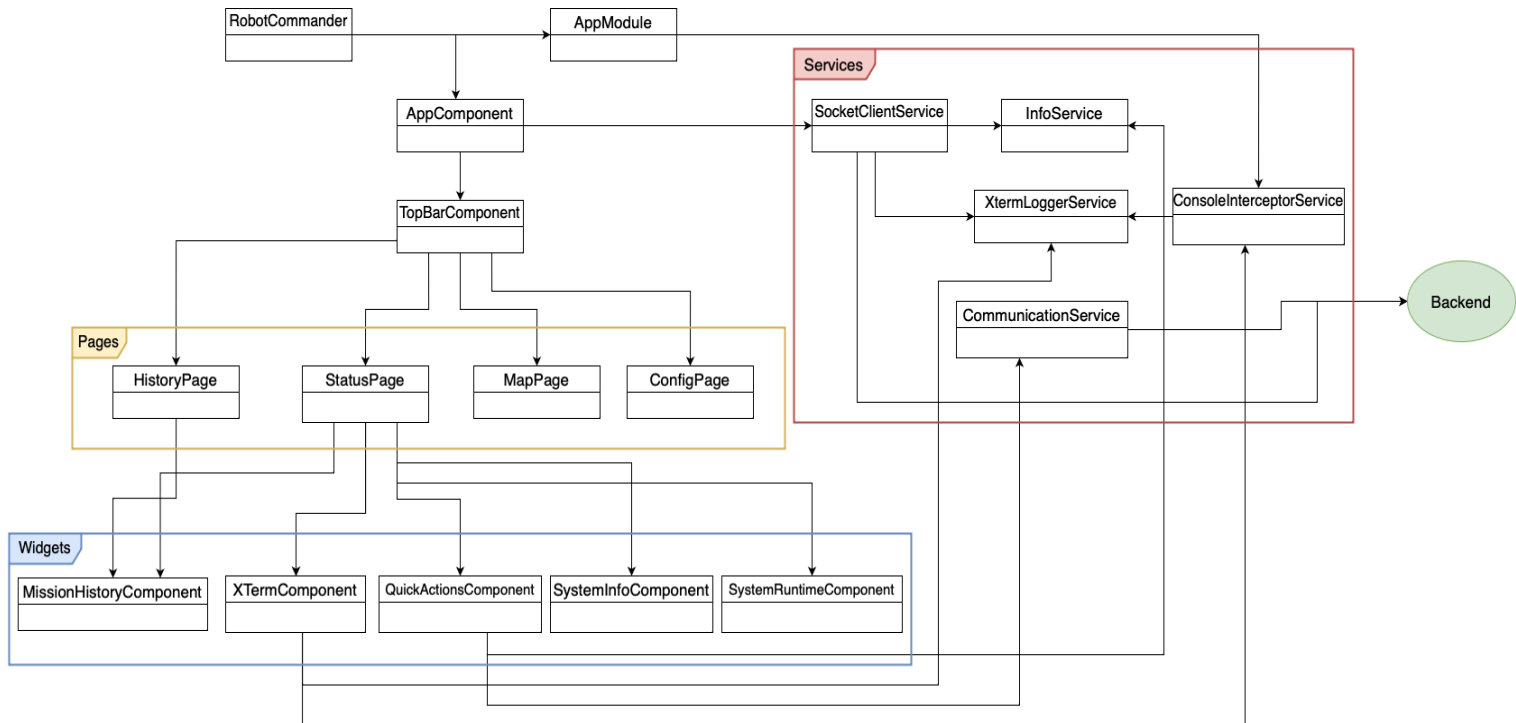 RobotCommander
AppModule
Services
AppComponent
SocketClientService
InfoService
TopBarComponent
XtermLoggerService
ConsoleInterceptorService
Backend
CommunicationService
Pages
HistoryPage
StatusPage
MapPage
ConfigPage
Widgets
MissionHistoryComponent
XTermComponent
QuickActionsComponent
SystemInfoComponent
SystemRuntimeComponent